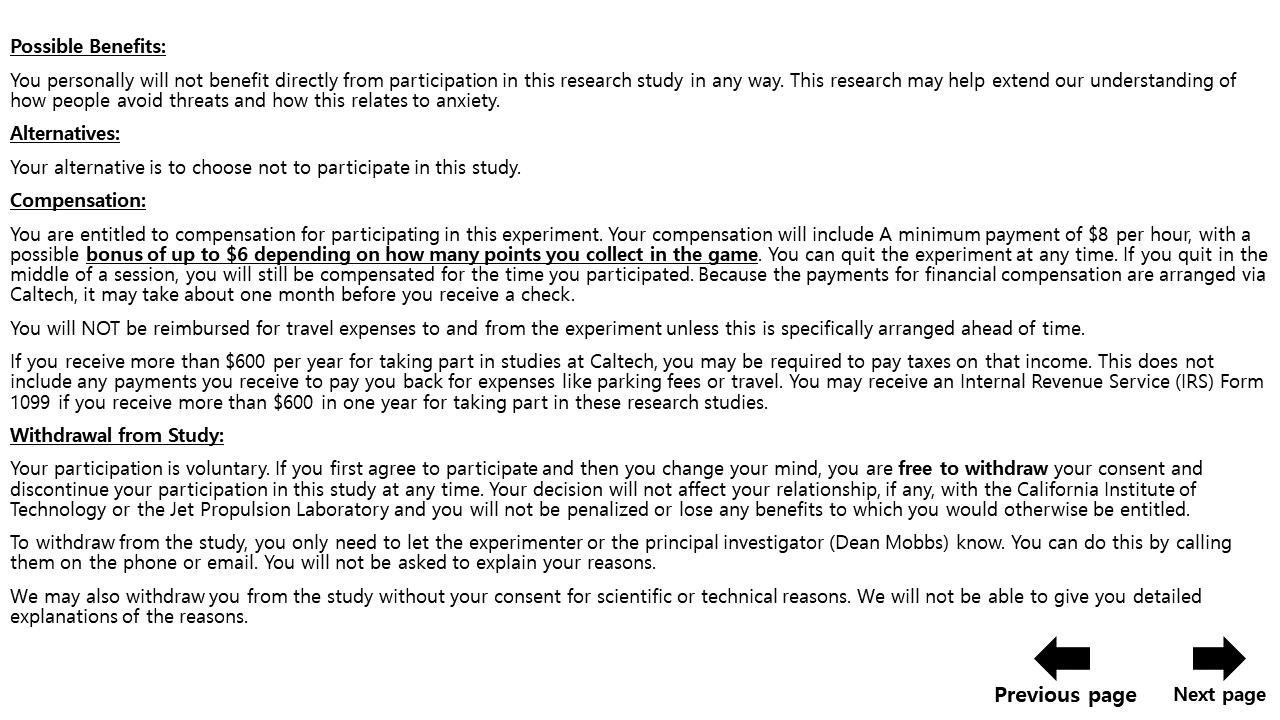 Possible Benefits:
You personally will not benefit directly from participation in this research study in any way. This research may help extend our understanding of
how people avoid threats and how this relates to anxiety.
Alternatives:
Your alternative is to choose not to participate in this study.
Compensation:
You are entitled to compensation for participating in this experiment. Your compensation will include A minimum payment of $8 per hour, with a
possible bonus of up to $6 depending on how many points you collect in the game. You can quit the experiment at any time. If you quit in the
middle of a session, you will still be compensated for the time you participated. Because the payments for financial compensation are arranged via
Caltech, it may take about one month before you receive a check.
You will NOT be reimbursed for travel expenses to and from the experiment unless this is specifically arranged ahead of time.
If you receive more than $600 per year for taking part in studies at Caltech, you may be required to pay taxes on that income. This does not
include any payments you receive to pay you back for expenses like parking fees or travel. You may receive an Internal Revenue Service (IRS) Form
1099 if you receive more than $600 in one year for taking part in these research studies.
Withdrawal from Study:
Your participation is voluntary. If you first agree to participate and then you change your mind, you are free to withdraw your consent and
discontinue your participation in this study at any time. Your decision will not affect your relationship, if any, with the California Institute of
Technology or the Jet Propulsion Laboratory and you will not be penalized or lose any benefits to which you would otherwise be entitled.
To withdraw from the study, you only need to let the experimenter or the principal investigator (Dean Mobbs) know. You can do this by calling
them on the phone or email. You will not be asked to explain your reasons.
We may also withdraw you from the study without your consent for scientific or technical reasons. We will not be able to give you detailed
explanations of the reasons.
Previous page
Next page